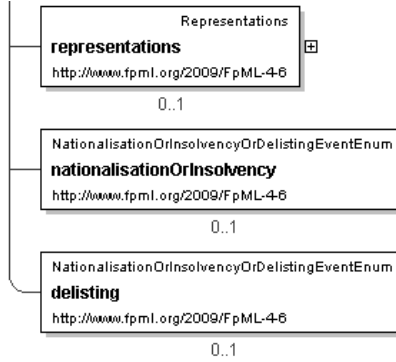 Representations
representations
http://www.fpml.org/2009/FpML-4-6
0..1
NationalisationOrInsolvencyOrDelistingEventEnum
nationalisationOrInsolvency
http://www.fpml.org/2009/FpML-4-6
0..1
NationalisationOrInsolvencyOrDelistingEventEnum
delisting
http://www.fpml.org/2009/FpML-4-6
0..1